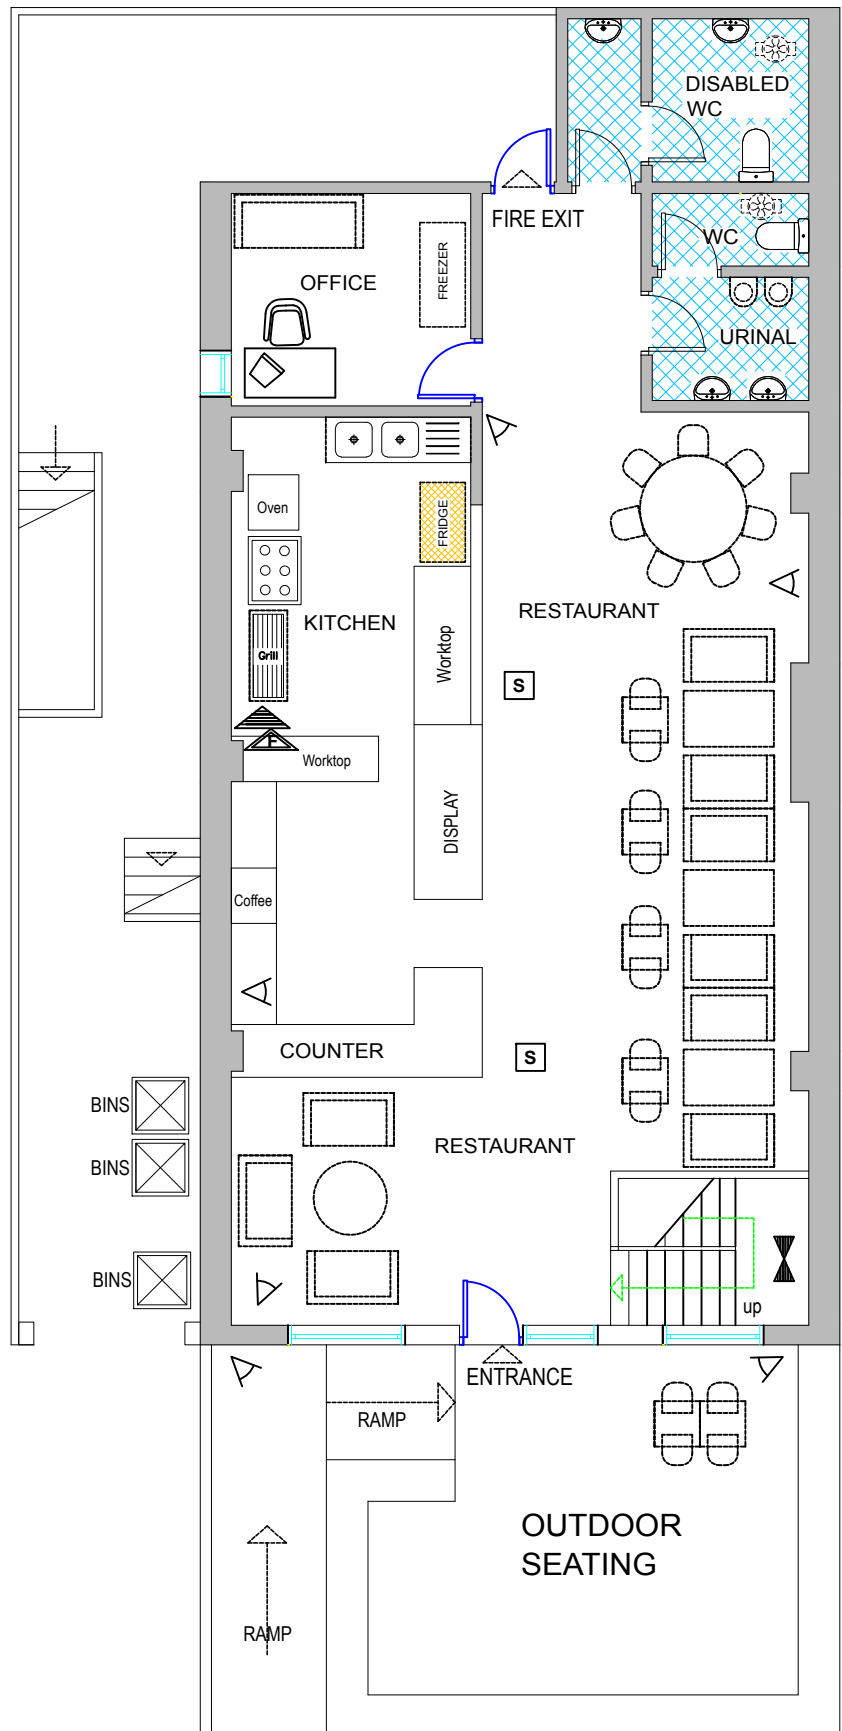 DISABLED
WC
FIRE EXIT
WC
OFFICE
FREEZER
URINAL
Oven
FRIDGE
RESTAURANT
KITCHEN
Worktop
Grill
S
F
Worktop
DISPLAY
Coffee
COUNTER
S
BINS
RESTAURANT
BINS
BINS
up
ENTRANCE
RAMP
OUTDOOR
SEATING
RAMP